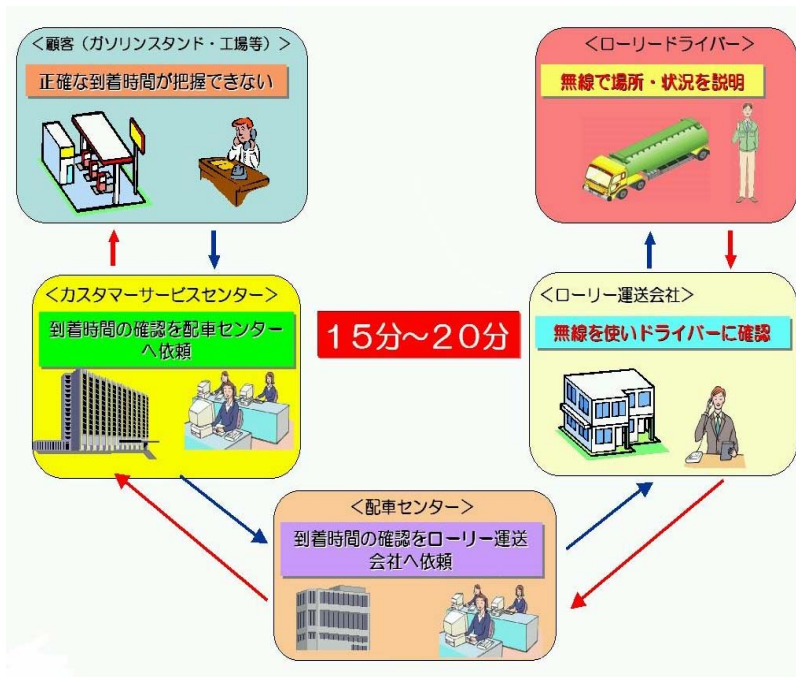 ＜顧客（ガソリンスタンド・工場等）＞
正確な到着時間が把握できない
＜ローリードライバー＞
無線で場所・状況を説明
＜カスタマーサービスセンター＞
到着時間の確認を配車センター
へ依頼
１５分～２０分
＜ローリー運送会社＞
無線を使いドライバーに確認
＜配車センター＞
到着時間の確認をローリー運送
会社へ依頼